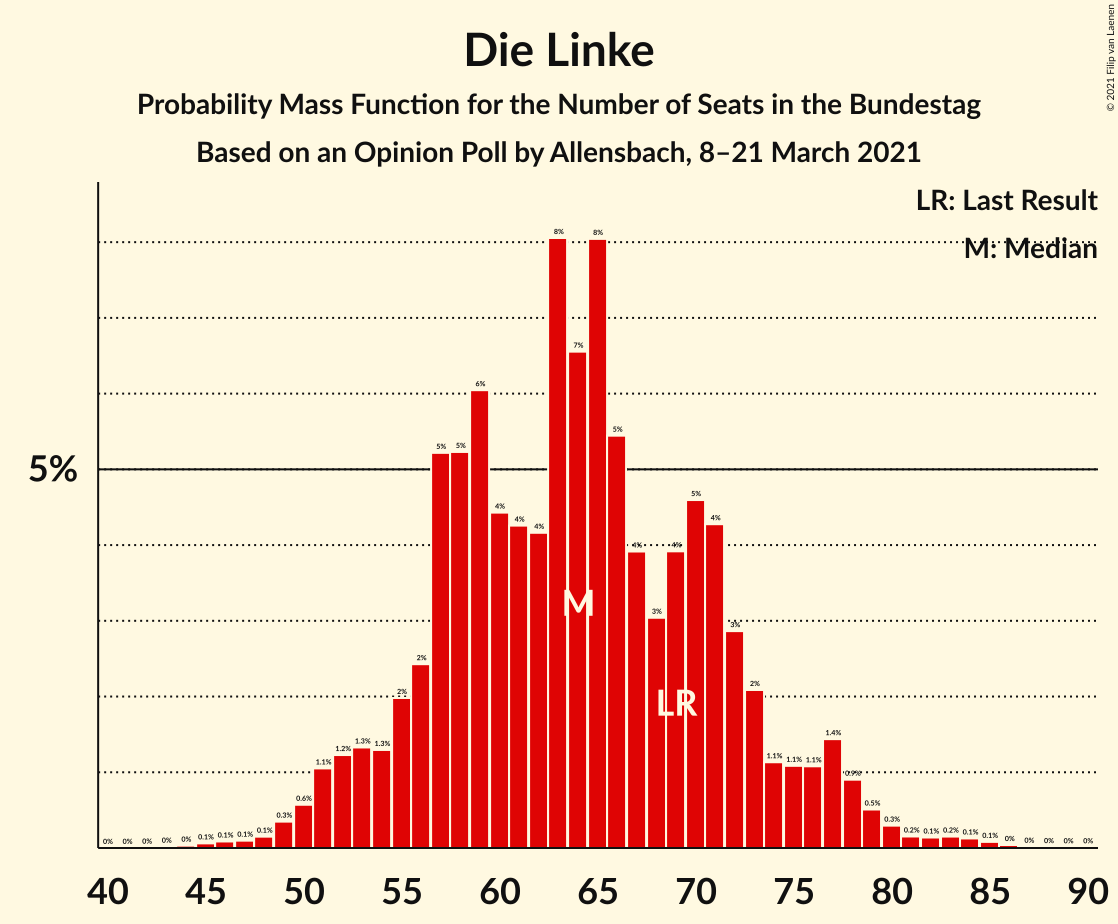 Die Linke
© 2021 Filip van Laenen
Probability Mass Function for the Number of Seats in the Bundestag
Based on an Opinion Poll by Allensbach, 8–21 March 2021
LR: Last Result
M: Median
5%
0% 0% 0% 0% 0% 0.1% 0.1% 0.1% 0.1% 0.3% 0.6% 1.1% 1.2% 1.3% 1.3% 2% 2% 5% 5% 6% 4% 4% 4% 8% 7% 8% 5% 4% 3% 4% 5% 4% 3% 2% 1.1% 1.1% 1.1% 1.4% 0.9% 0.5% 0.3% 0.2% 0.1% 0.2% 0.1% 0.1% 0% 0% 0% 0% 0%
M
LR
40 45 50 55 60 65 70 75 80 85 90